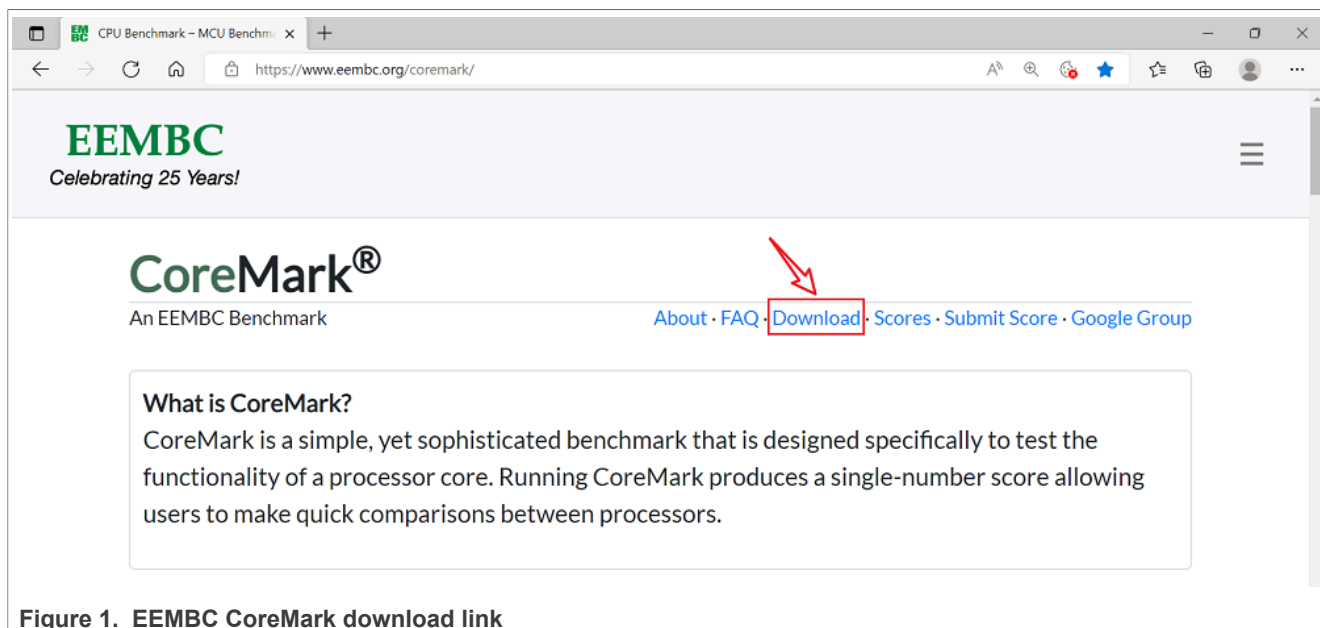 CPU Benchmark – MCU Benchm
https://www.eembc.org/coremark/
EEMBC
Celebrating 25 Years!
CoreMark®
An EEMBC Benchmark
About · FAQ · Download · Scores · Submit Score · Google Group
What is CoreMark?
CoreMark is a simple, yet sophisticated benchmark that is designed specifically to test the
functionality of a processor core. Running CoreMark produces a single-number score allowing
users to make quick comparisons between processors.
Figure 1. EEMBC CoreMark download link